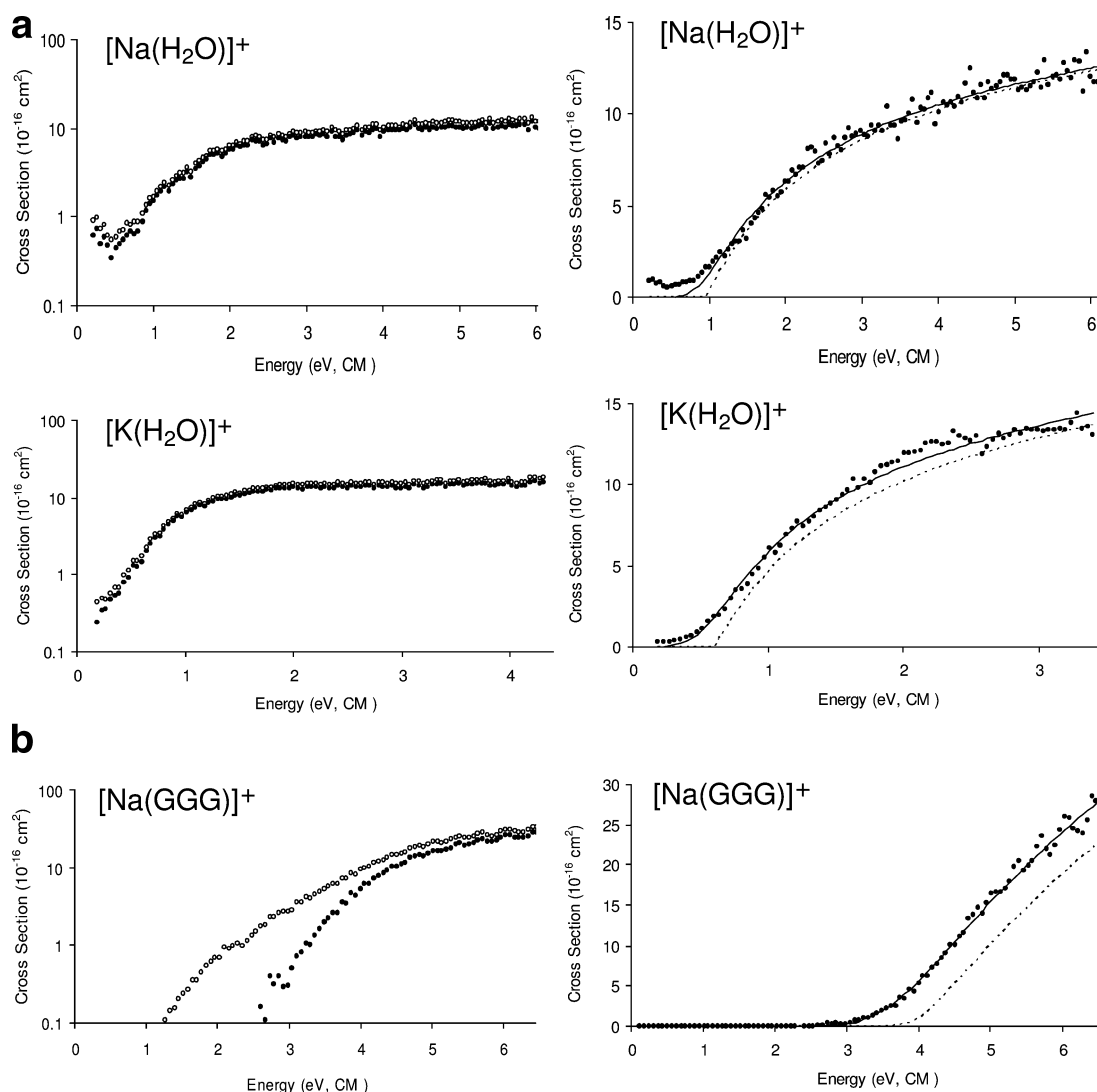 a
[Na(H₂O)]⁺
Cross Section (10⁻¹⁶ cm²)
100
10
1
0.1
0 1 2 3 4 5 6
Energy (eV, CM )
[Na(H₂O)]⁺
Cross Section (10⁻¹⁶ cm²)
15
10
5
0
0 1 2 3 4 5 6
Energy (eV, CM )
[K(H₂O)]⁺
Cross Section (10⁻¹⁶ cm²)
100
10
1
0.1
0 1 2 3 4
Energy (eV, CM )
[K(H₂O)]⁺
Cross Section (10⁻¹⁶ cm²)
15
10
5
0
0 1 2 3
Energy (eV, CM )
b
[Na(GGG)]⁺
Cross Section (10⁻¹⁶ cm²)
100
10
1
0.1
0 1 2 3 4 5 6
Energy (eV, CM )
[Na(GGG)]⁺
Cross Section (10⁻¹⁶ cm²)
30
25
20
15
10
5
0
0 1 2 3 4 5 6
Energy (eV, CM )